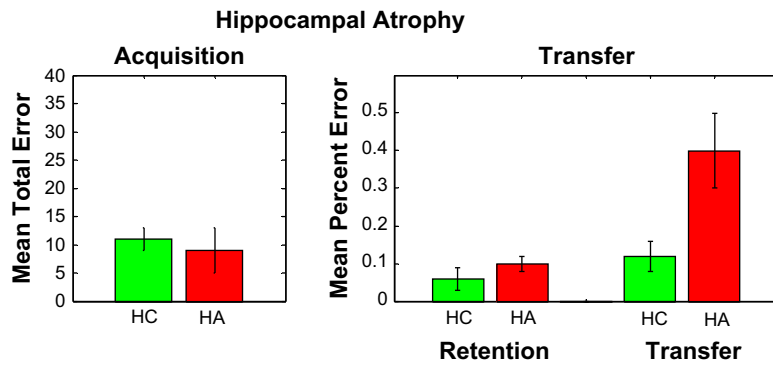 Hippocampal Atrophy
Acquisition
Mean Total Error
40
35
30
25
20
15
10
5
0
HC HA
Transfer
Mean Percent Error
0.5
0.4
0.3
0.2
0.1
0
HC HA HC HA
Retention Transfer